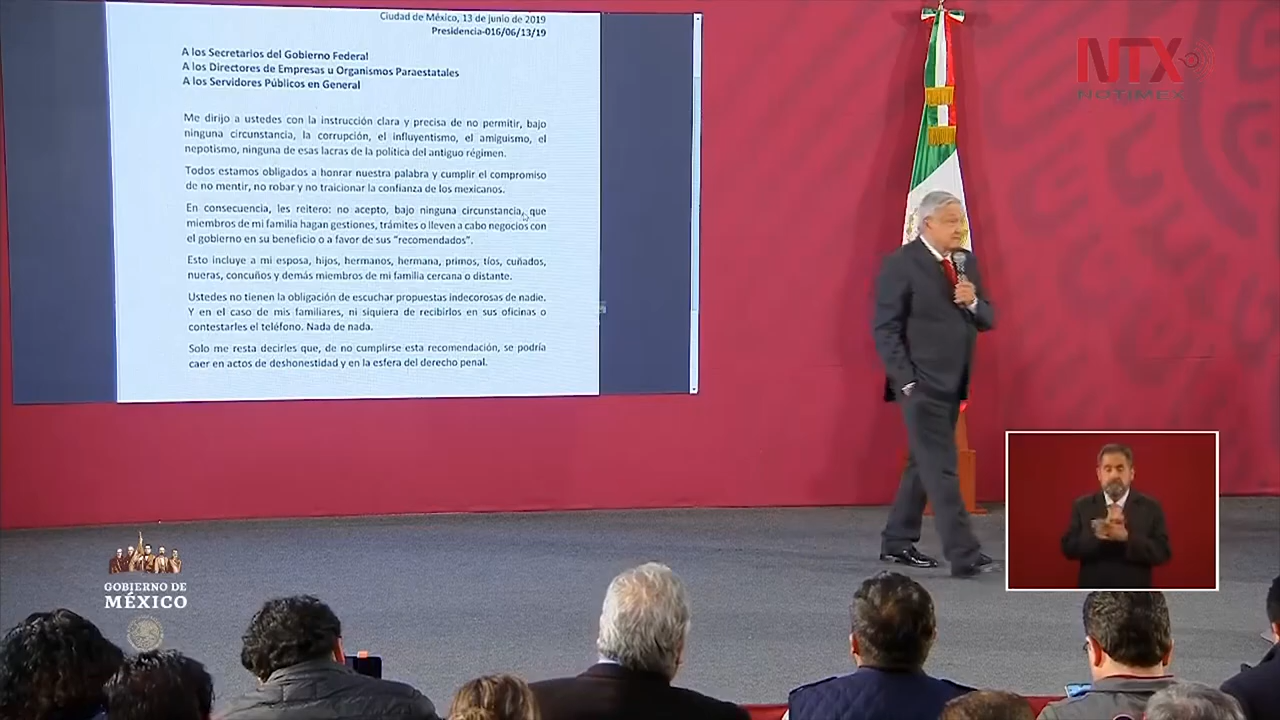 Ciudad de México, 13 de junio de 2019
Presidencia-016/06/13/19
A los Secretarios del Gobierno Federal
A los Directores de Empresas u Organismos Paraestatales
A los Servidores Públicos en General
Me dirijo a ustedes con la instrucción clara y precisa de no permitir, bajo
ninguna circunstancia, la corrupción, el influyentismo, el amiguismo, el
nepotismo, ninguna de esas lacras de la política del antiguo régimen.
Todos estamos obligados a honrar nuestra palabra y cumplir el compromiso
de no mentir, no robar y no traicionar la confianza de los mexicanos.
En consecuencia, les reitero: no acepto, bajo ninguna circunstancia, que
miembros de mi familia hagan gestiones, trámites o lleven a cabo negocios con
el gobierno en su beneficio o a favor de sus "recomendados".
Esto incluye a mi esposa, hijos, hermanos, hermana, primos, tíos, cuñados,
nueras, concuños y demás miembros de mi familia cercana o distante.
Ustedes no tienen la obligación de escuchar propuestas indecorosas de nadie.
Y en el caso de mis familiares, ni siquiera de recibirlos en sus oficinas o
contestarles el teléfono. Nada de nada.
Solo me resta decirles que, de no cumplirse esta recomendación, se podría
caer en actos de deshonestidad y en la esfera del derecho penal.
NTX
NOTIMEX
GOBIERNO DE
MÉXICO